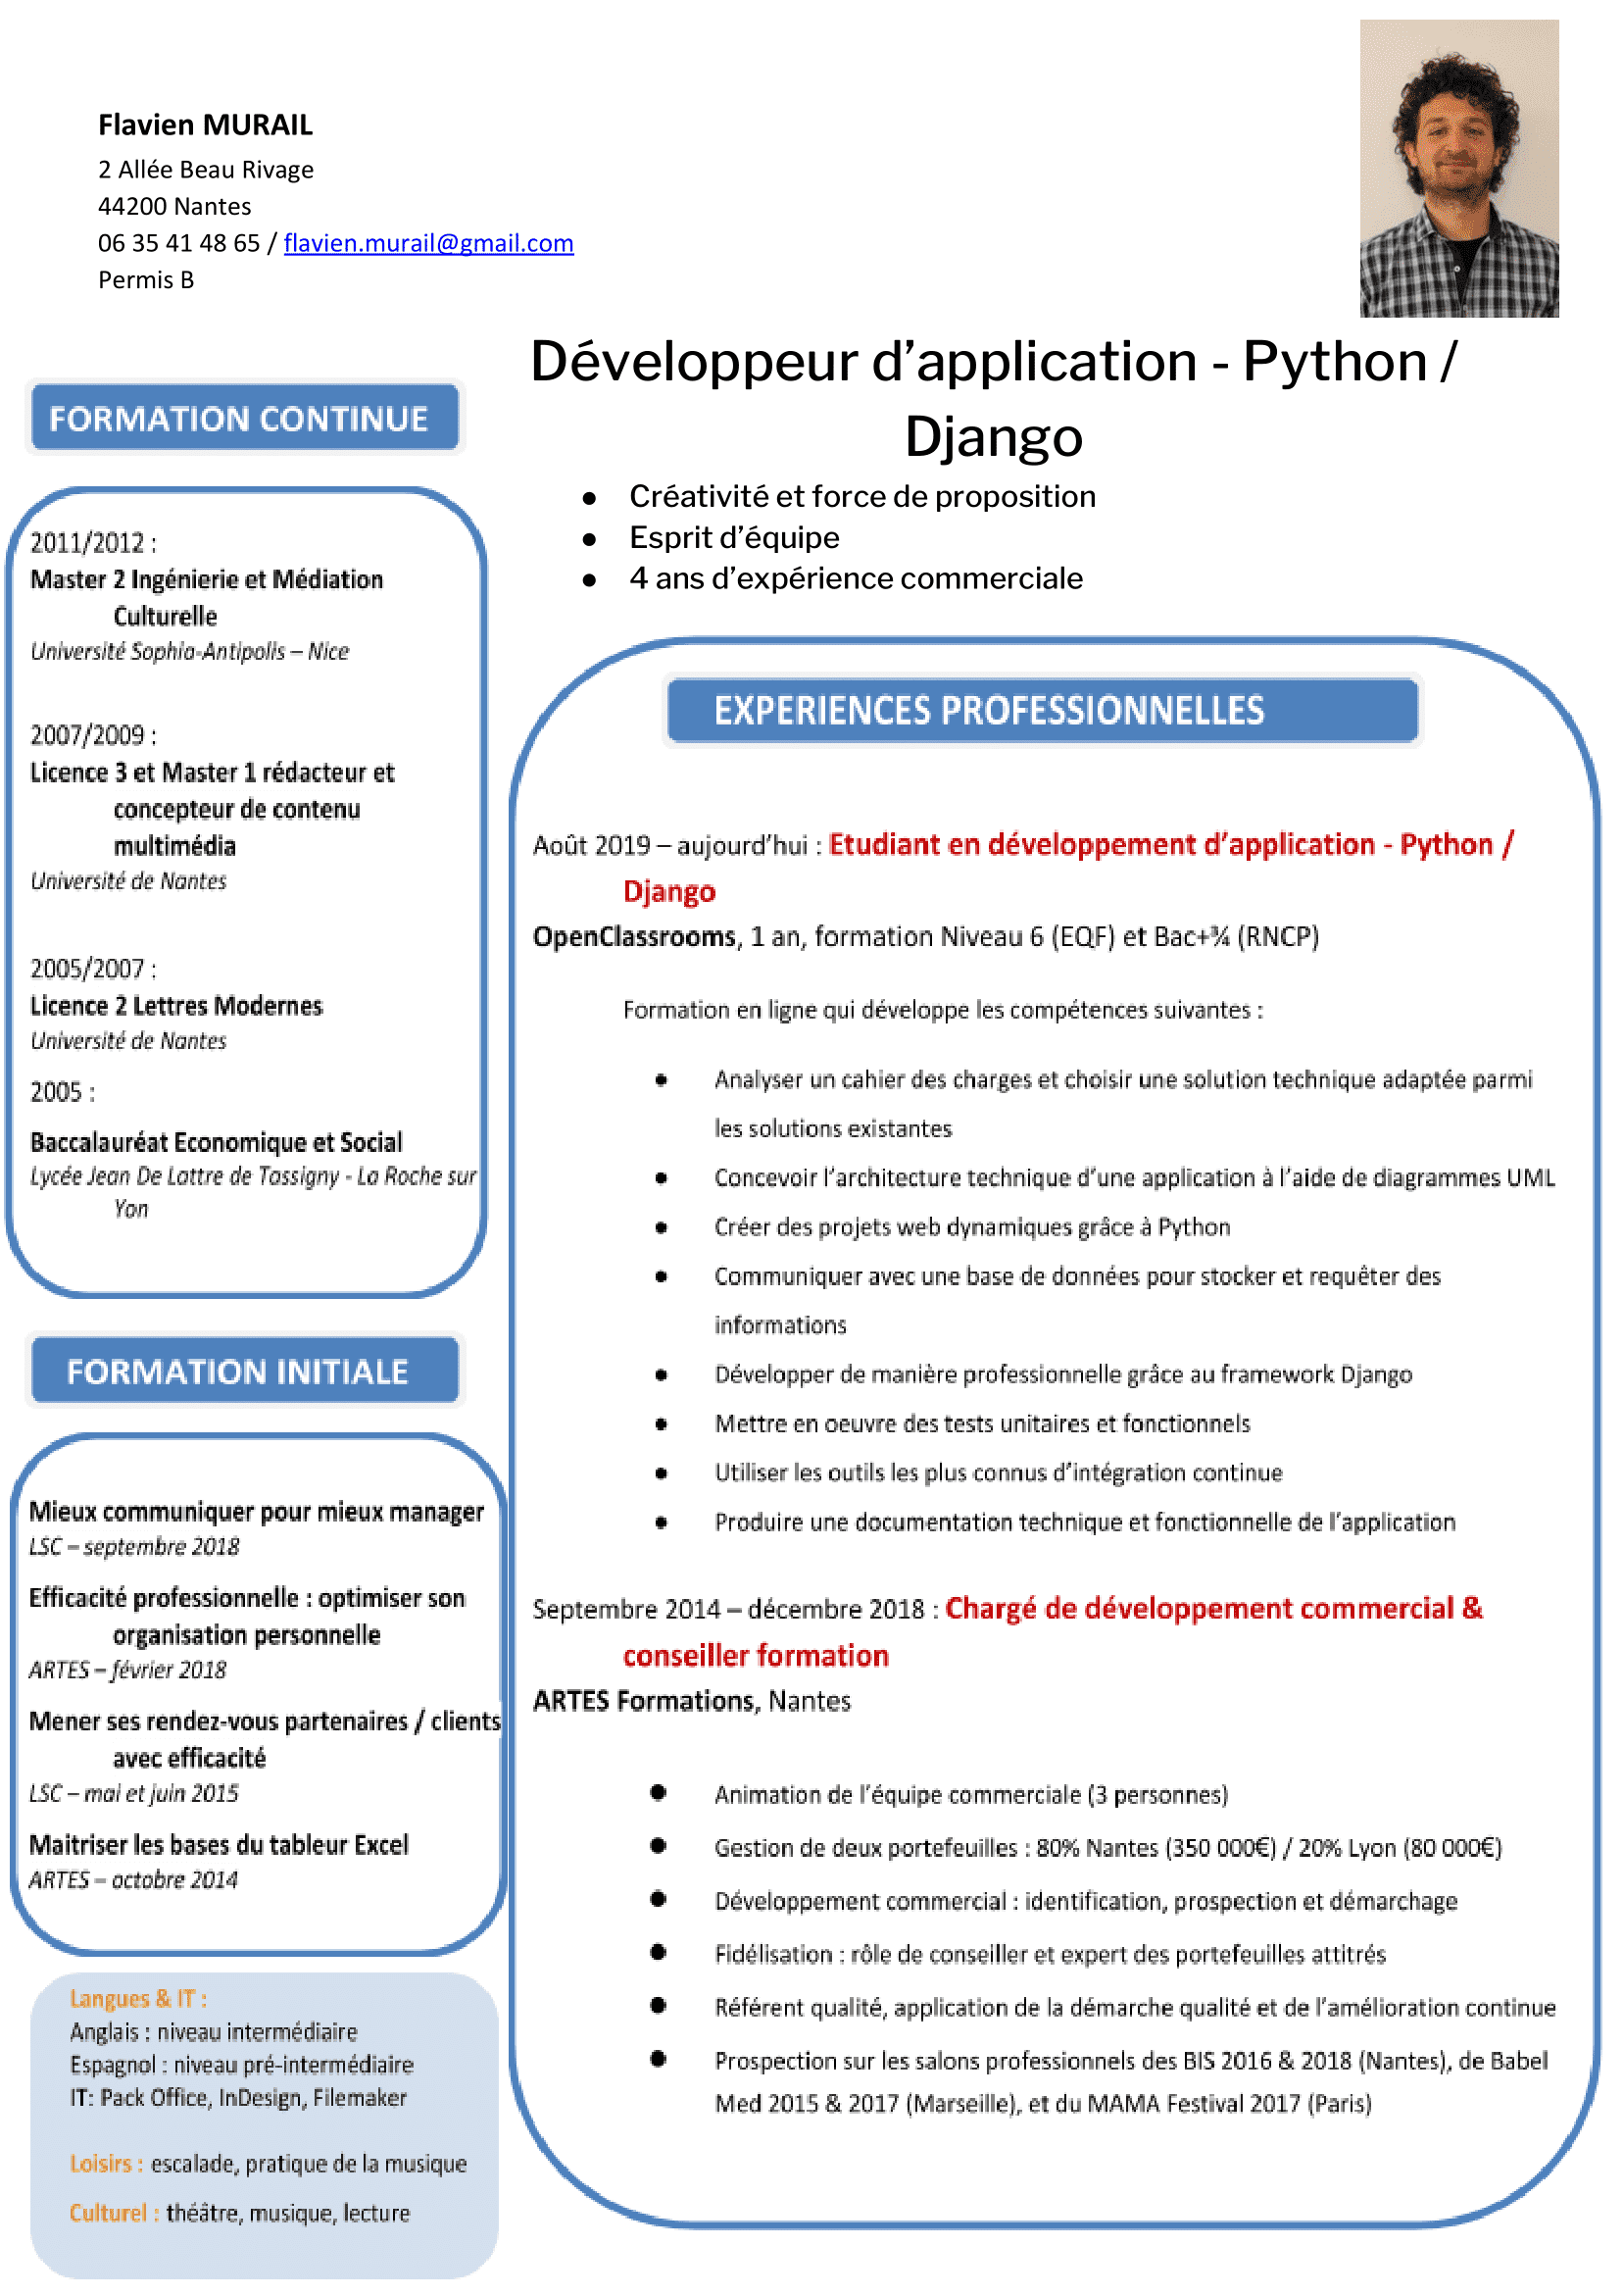 Flavien MURAIL
2 Allée Beau Rivage
44200 Nantes
06 35 41 48 65 / flavien.murail@gmail.com
Permis B
Développeur d’application - Python /
Django
● Créativité et force de proposition
● Esprit d’équipe
● 4 ans d’expérience commerciale
FORMATION CONTINUE
2011/2012 :
Master 2 Ingénierie et Médiation
Culturelle
Université Sophia-Antipolis – Nice
2007/2009 :
Licence 3 et Master 1 rédacteur et
concepteur de contenu
multimédia
Université de Nantes
2005/2007 :
Licence 2 Lettres Modernes
Université de Nantes
2005 :
Baccalauréat Economique et Social
Lycée Jean De Lattre de Tassigny - La Roche sur
Yon
FORMATION INITIALE
Mieux communiquer pour mieux manager
LSC – septembre 2018
Efficacité professionnelle : optimiser son
organisation personnelle
ARTES – février 2018
Mener ses rendez-vous partenaires / clients
avec efficacité
LSC – mai et juin 2015
Maitriser les bases du tableur Excel
ARTES – octobre 2014
Langues & IT :
Anglais : niveau intermédiaire
Espagnol : niveau pré-intermédiaire
IT: Pack Office, InDesign, Filemaker
Loisirs : escalade, pratique de la musique
Culturel : théâtre, musique, lecture
EXPERIENCES PROFESSIONNELLES
Août 2019 – aujourd’hui : Etudiant en développement d’application - Python /
Django
OpenClassrooms, 1 an, formation Niveau 6 (EQF) et Bac+¾ (RNCP)
Formation en ligne qui développe les compétences suivantes :
● Analyser un cahier des charges et choisir une solution technique adaptée parmi
les solutions existantes
● Concevoir l’architecture technique d’une application à l’aide de diagrammes UML
● Créer des projets web dynamiques grâce à Python
● Communiquer avec une base de données pour stocker et requêter des
informations
● Développer de manière professionnelle grâce au framework Django
● Mettre en oeuvre des tests unitaires et fonctionnels
● Utiliser les outils les plus connus d’intégration continue
● Produire une documentation technique et fonctionnelle de l’application
Septembre 2014 – décembre 2018 : Chargé de développement commercial &
conseiller formation
ARTES Formations, Nantes
● Animation de l’équipe commerciale (3 personnes)
● Gestion de deux portefeuilles : 80% Nantes (350 000€) / 20% Lyon (80 000€)
● Développement commercial : identification, prospection et démarchage
● Fidélisation : rôle de conseiller et expert des portefeuilles attitrés
● Référent qualité, application de la démarche qualité et de l’amélioration continue
● Prospection sur les salons professionnels des BIS 2016 & 2018 (Nantes), de Babel
Med 2015 & 2017 (Marseille), et du MAMA Festival 2017 (Paris)